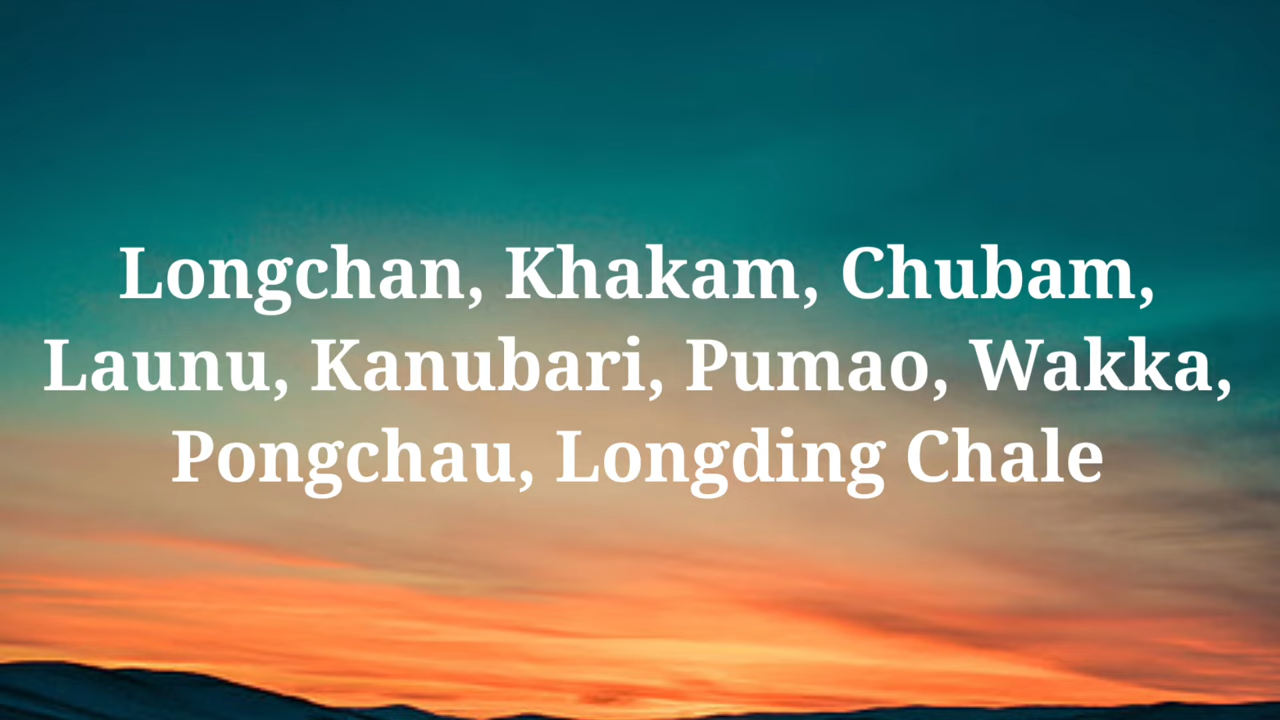 Longchan, Khakam, Chubam,
Launu, Kanubari, Pumao, Wakka,
Pongchau, Longding Chale